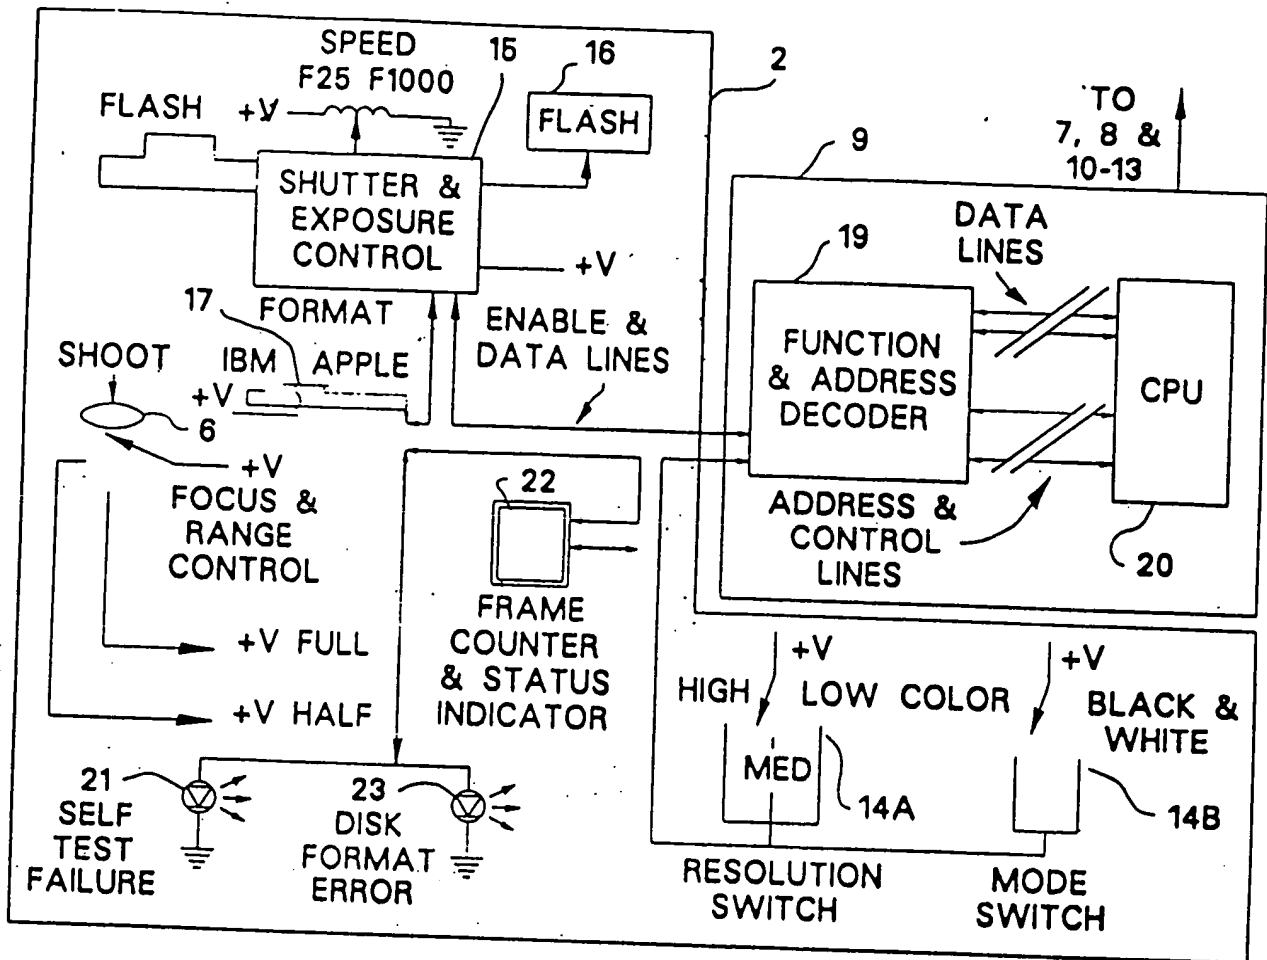 SPEED
F25 F1000
15
16
2
FLASH
+V
FLASH
TO
7, 8 &
10-13
9
SHUTTER &
EXPOSURE
CONTROL
+V
DATA
LINES
19
17
FORMAT
IBM APPLE
ENABLE &
DATA LINES
FUNCTION
& ADDRESS
DECODER
CPU
SHOOT
+V
6
+V
FOCUS &
RANGE
CONTROL
22
ADDRESS &
CONTROL
LINES
20
FRAME
COUNTER
& STATUS
INDICATOR
+V FULL
+V HALF
+V
HIGH
LOW
MED
14A
+V
COLOR
BLACK &
WHITE
14B
21
SELF
TEST
FAILURE
23
DISK
FORMAT
ERROR
RESOLUTION
SWITCH
MODE
SWITCH